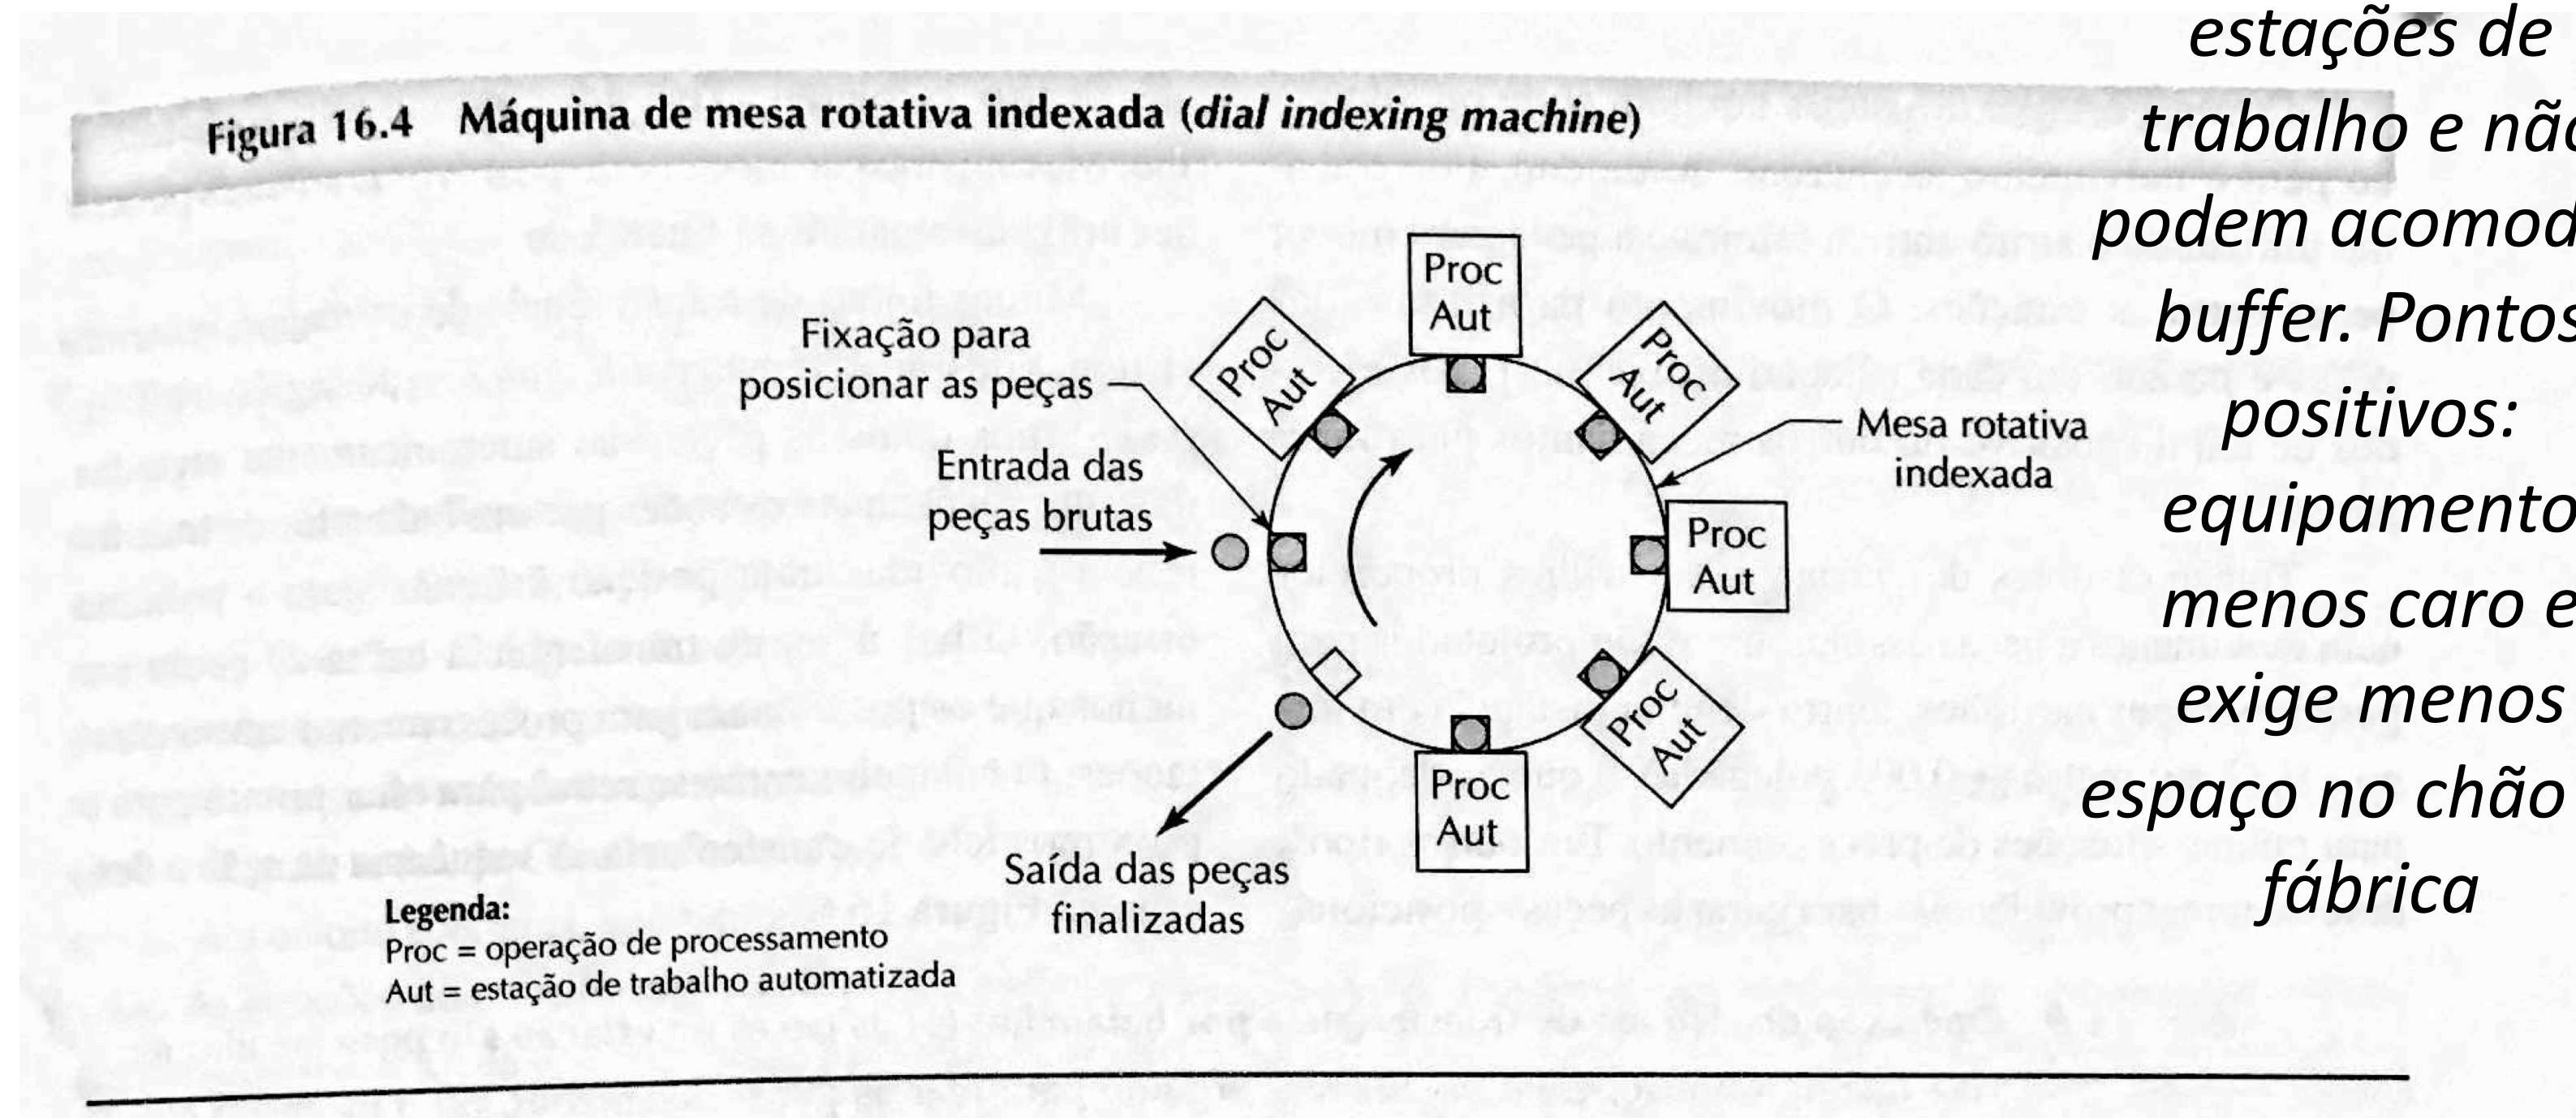 Figura 16.4 Máquina de mesa rotativa indexada (dial indexing machine)
Proc
Aut
Proc
Aut
Proc
Aut
Proc
Aut
Proc
Aut
Proc
Aut
Fixação para
posicionar as peças
Entrada das
peças brutas
Mesa rotativa
indexada
Saída das peças
finalizadas
Legenda:
Proc = operação de processamento
Aut = estação de trabalho automatizada
estações de
trabalho e não
podem acomod
buffer. Pontos
positivos:
equipamento
menos caro e
exige menos
espaço no chão
fábrica